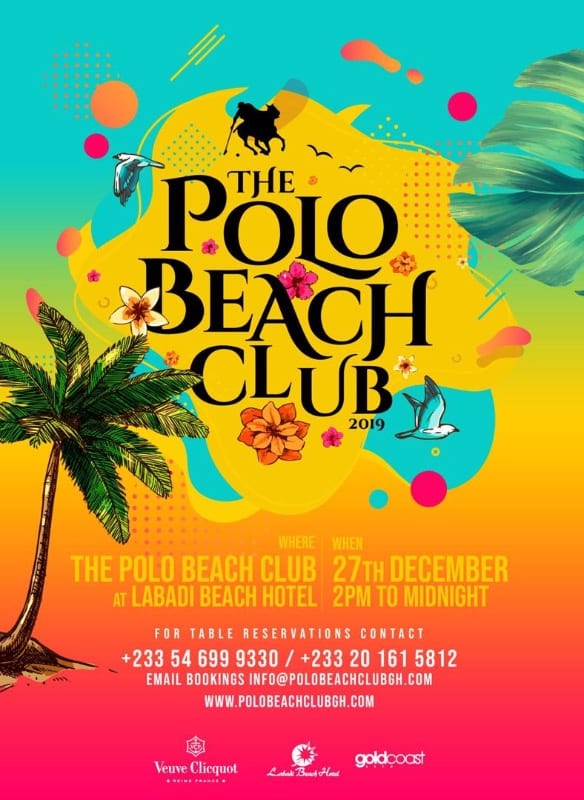 THE
POLO
BEACH
CLUB
2019
WHERE
THE POLO BEACH CLUB
AT LABADI BEACH HOTEL
WHEN
27TH DECEMBER
2PM TO MIDNIGHT
FOR TABLE RESERVATIONS CONTACT
+233 54 699 9330 / +233 20 161 5812
EMAIL BOOKINGS INFO@POLOBEACHCLUBGH.COM
WWW.POLOBEACHCLUBGH.COM
Veuve Clicquot
REIMS FRANCE
Labadi Beach Hotel
goldcoast